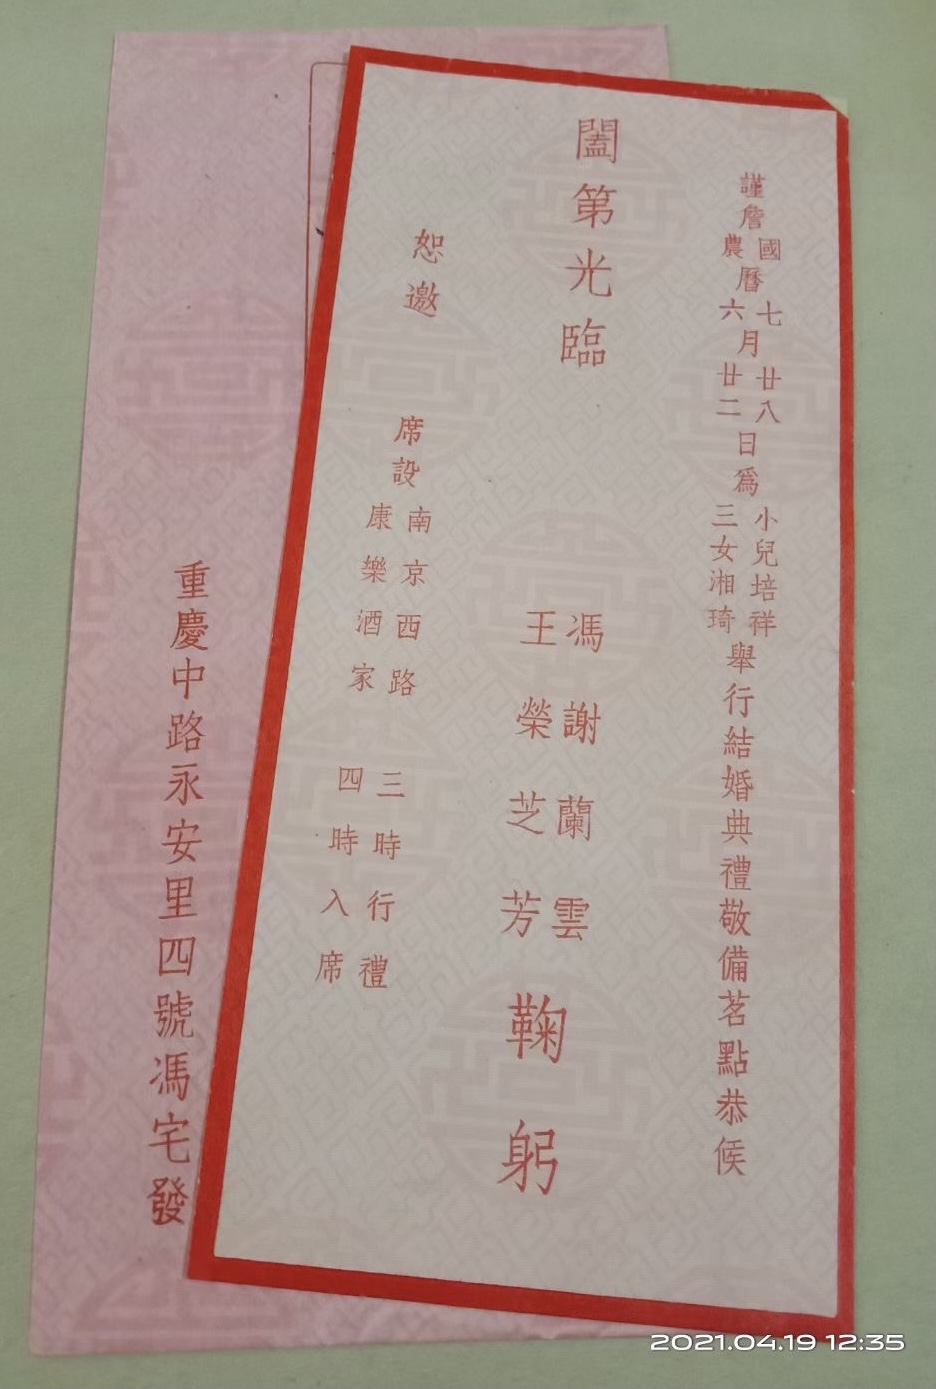 謹詹國曆七月廿八日農曆六月廿二日爲小兒培祥三女湘琦舉行結婚典禮敬備茗點恭候
闔第光臨
馮謝蘭雲
王榮芝芳
鞠躬
恕邀
席設
南京西路
康樂酒家
三時行禮
四時入席
重慶中路永安里四號馮宅發
2021.04.19 12:35